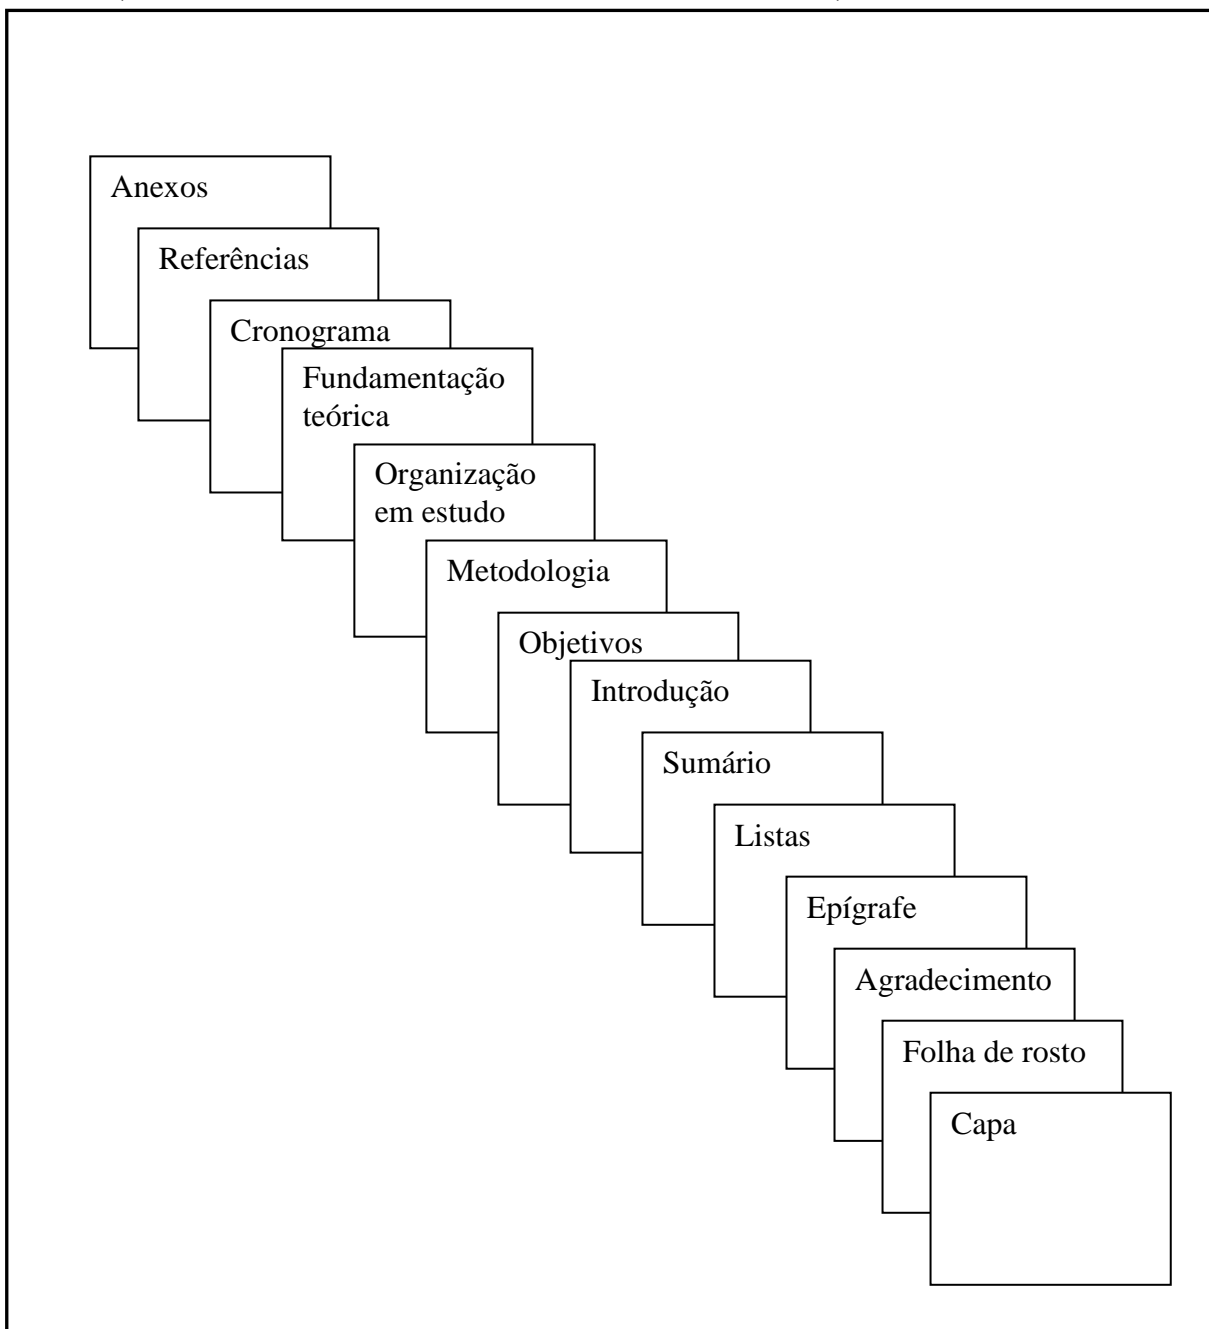 Anexos
Referências
Cronograma
Fundamentação
teórica
Organização
em estudo
Metodologia
Objetivos
Introdução
Sumário
Listas
Epígrafe
Agradecimento
Folha de rosto
Capa